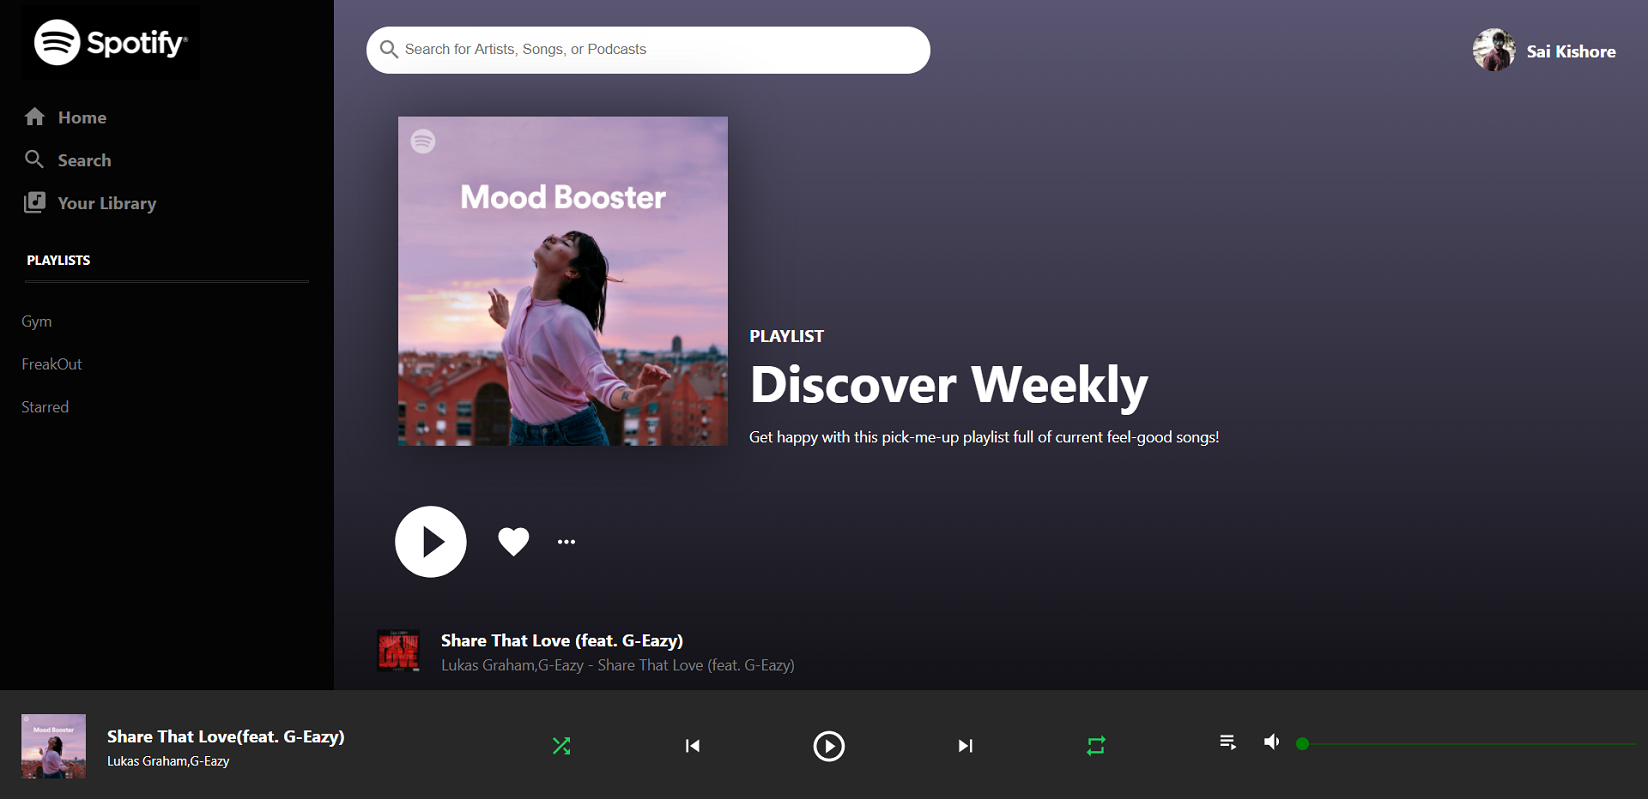 Spotify®
Home
Search
Your Library
PLAYLISTS
Gym
FreakOut
Starred
Search for Artists, Songs, or Podcasts
Sai Kishore
Mood Booster
PLAYLIST
Discover Weekly
Get happy with this pick-me-up playlist full of current feel-good songs!
Share That Love (feat. G-Eazy)
Lukas Graham,G-Eazy - Share That Love (feat. G-Eazy)
Mood Booster
Share That Love(feat. G-Eazy)
Lukas Graham,G-Eazy